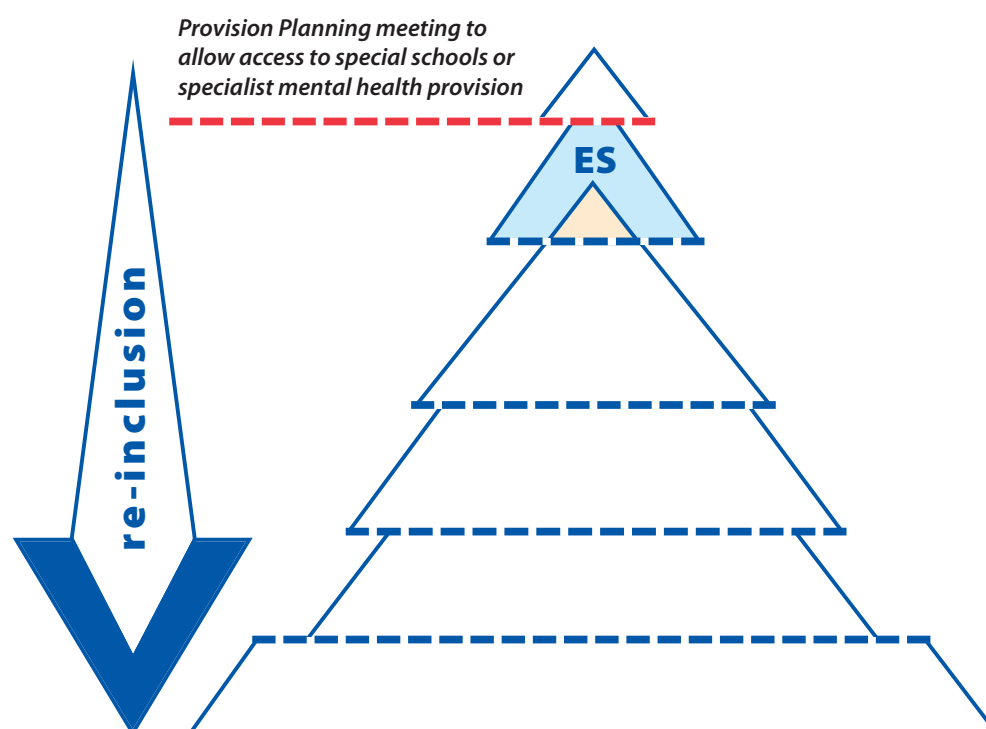 Provision Planning meeting to
allow access to special schools or
specialist mental health provision
ES
re-inclusion